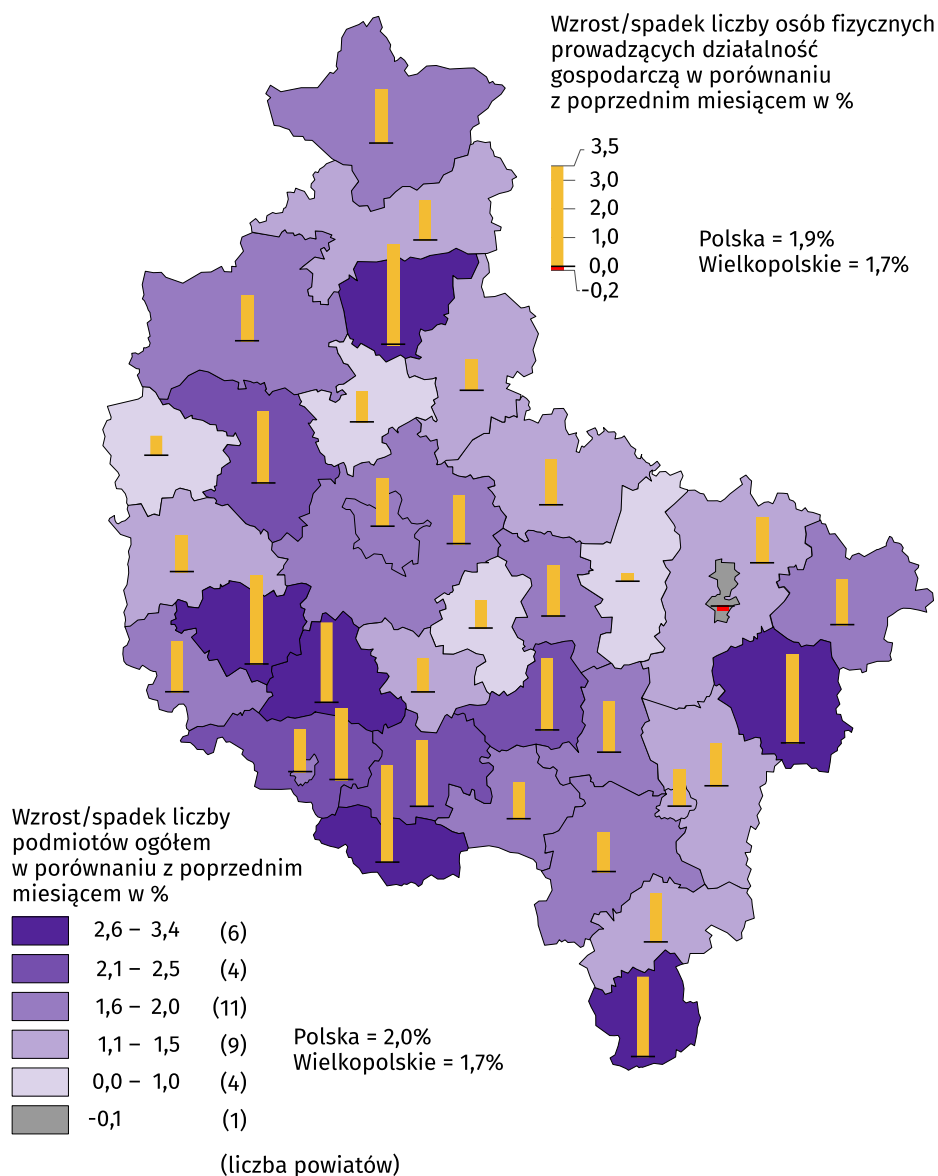 Wzrost/spadek liczby osób fizycznych
prowadzących działalność
gospodarczą w porównaniu
z poprzednim miesiącem w %
3,5
3,0
2,0
1,0
0,0
-0,2
Polska = 1,9%
Wielkopolskie = 1,7%
Wzrost/spadek liczby
podmiotów ogółem
w porównaniu z poprzednim
miesiącem w %
2,6 – 3,4 (6)
2,1 – 2,5 (4)
1,6 – 2,0 (11)
1,1 – 1,5 (9)
0,0 – 1,0 (4)
-0,1 (1)
Polska = 2,0%
Wielkopolskie = 1,7%
(liczba powiatów)